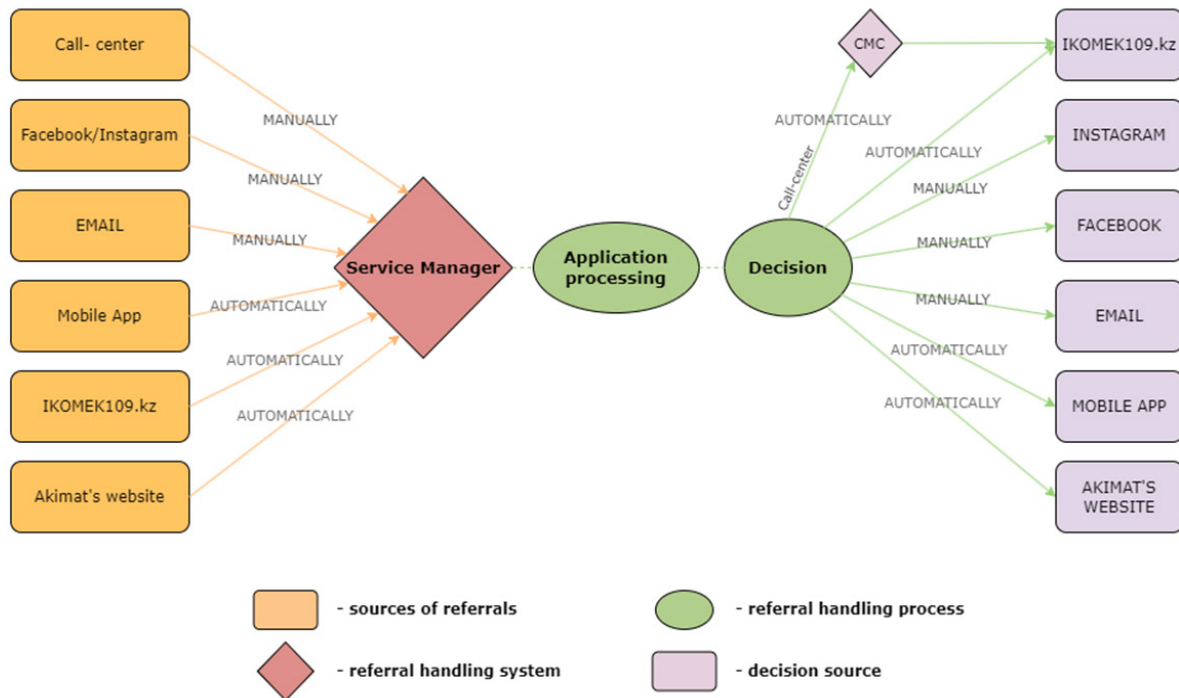 Call- center
Facebook/Instagram
EMAIL
Mobile App
IKOMEK109.kz
Akimat's website
MANUALLY
MANUALLY
MANUALLY
AUTOMATICALLY
AUTOMATICALLY
AUTOMATICALLY
Service Manager
Application
processing
Decision
Call-center
AUTOMATICALLY
CMC
AUTOMATICALLY
MANUALLY
MANUALLY
MANUALLY
AUTOMATICALLY
AUTOMATICALLY
IKOMEK109.kz
INSTAGRAM
FACEBOOK
EMAIL
MOBILE APP
AKIMAT'S
WEBSITE
- sources of referrals
- referral handling process
- referral handling system
- decision source